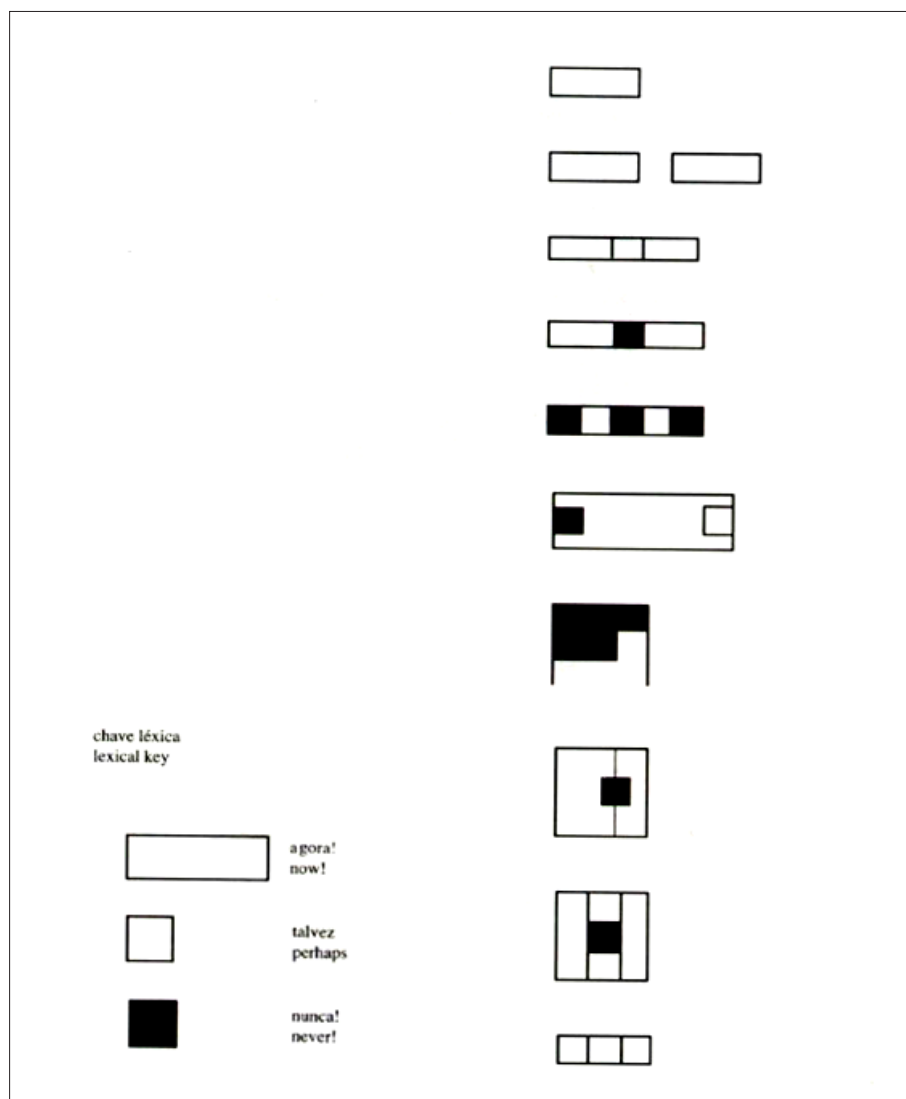 chave léxica
lexical key
agora!
now!
talvez
perhaps
nunca!
never!